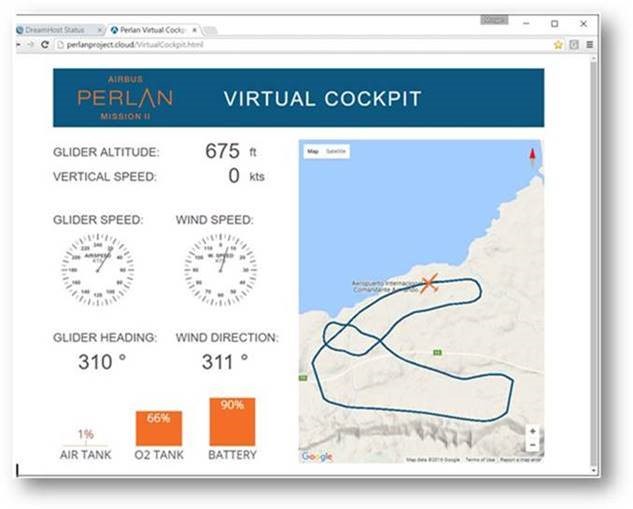 DreamHost Status
Perlan Virtual Cockp
perlanproject.cloud/VirtualCockpit.html
AIRBUS
PERLAN
MISSION II
VIRTUAL COCKPIT
GLIDER ALTITUDE: 675 ft
VERTICAL SPEED: 0 kts
Map Satellite
GLIDER SPEED: WIND SPEED:
AIRSPEED
KTS
W. SPEED
KTS
Aeropuerto Internacional
Comandante Armando
GLIDER HEADING: WIND DIRECTION:
310 ° 311 °
1% 66% 90%
AIR TANK O2 TANK BATTERY
+
−
Google
Map data ©2016 Google Terms of Use Report a map error